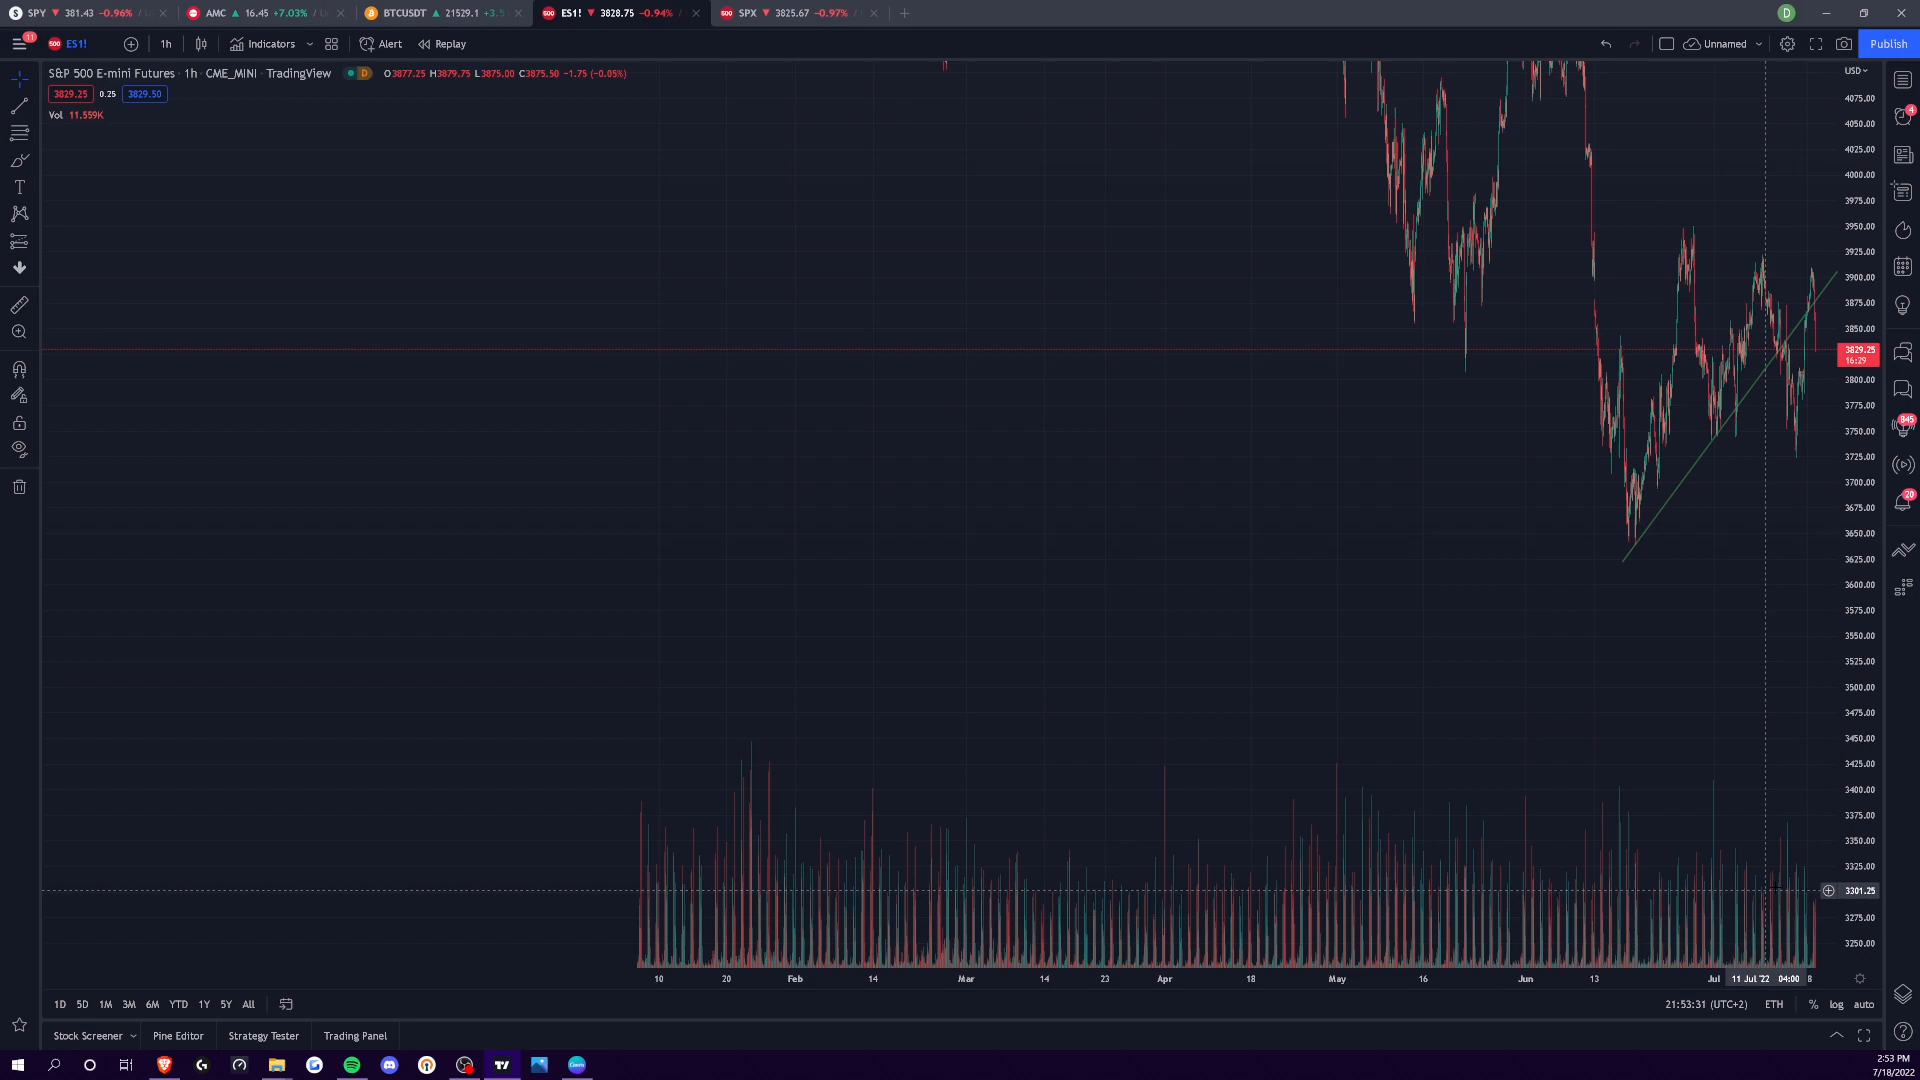 SPY ▼ 381.43 −0.96%
AMC ▲ 16.45 +7.03%
BTCUSDT ▲ 21529.1 +3.5
ES1! ▼ 3828.75 −0.94%
SPX ▼ 3825.67 −0.97%
D
11
ES1!
1h
Indicators
Alert
Replay
Unnamed
Publish
S&P 500 E-mini Futures · 1h · CME_MINI · TradingView
D
O3877.25 H3879.75 L3875.00 C3875.50 −1.75 (−0.05%)
USD
3829.25 0.25 3829.50
Vol 11.559K
4075.00
4050.00
4025.00
4000.00
3975.00
3950.00
3925.00
3900.00
3875.00
3850.00
3829.25
16:29
3800.00
3775.00
3750.00
3725.00
3700.00
3675.00
3650.00
3625.00
3600.00
3575.00
3550.00
3525.00
3500.00
3475.00
3450.00
3425.00
3400.00
3375.00
3350.00
3325.00
3301.25
3275.00
3250.00
4
845
20
10 20 Feb 14 Mar 14 23 Apr 18 May 16 Jun 13 Jul 11 Jul '22 04:00 8
1D 5D 1M 3M 6M YTD 1Y 5Y All
21:53:31 (UTC+2) ETH % log auto
Stock Screener Pine Editor Strategy Tester Trading Panel
2:53 PM
7/18/2022